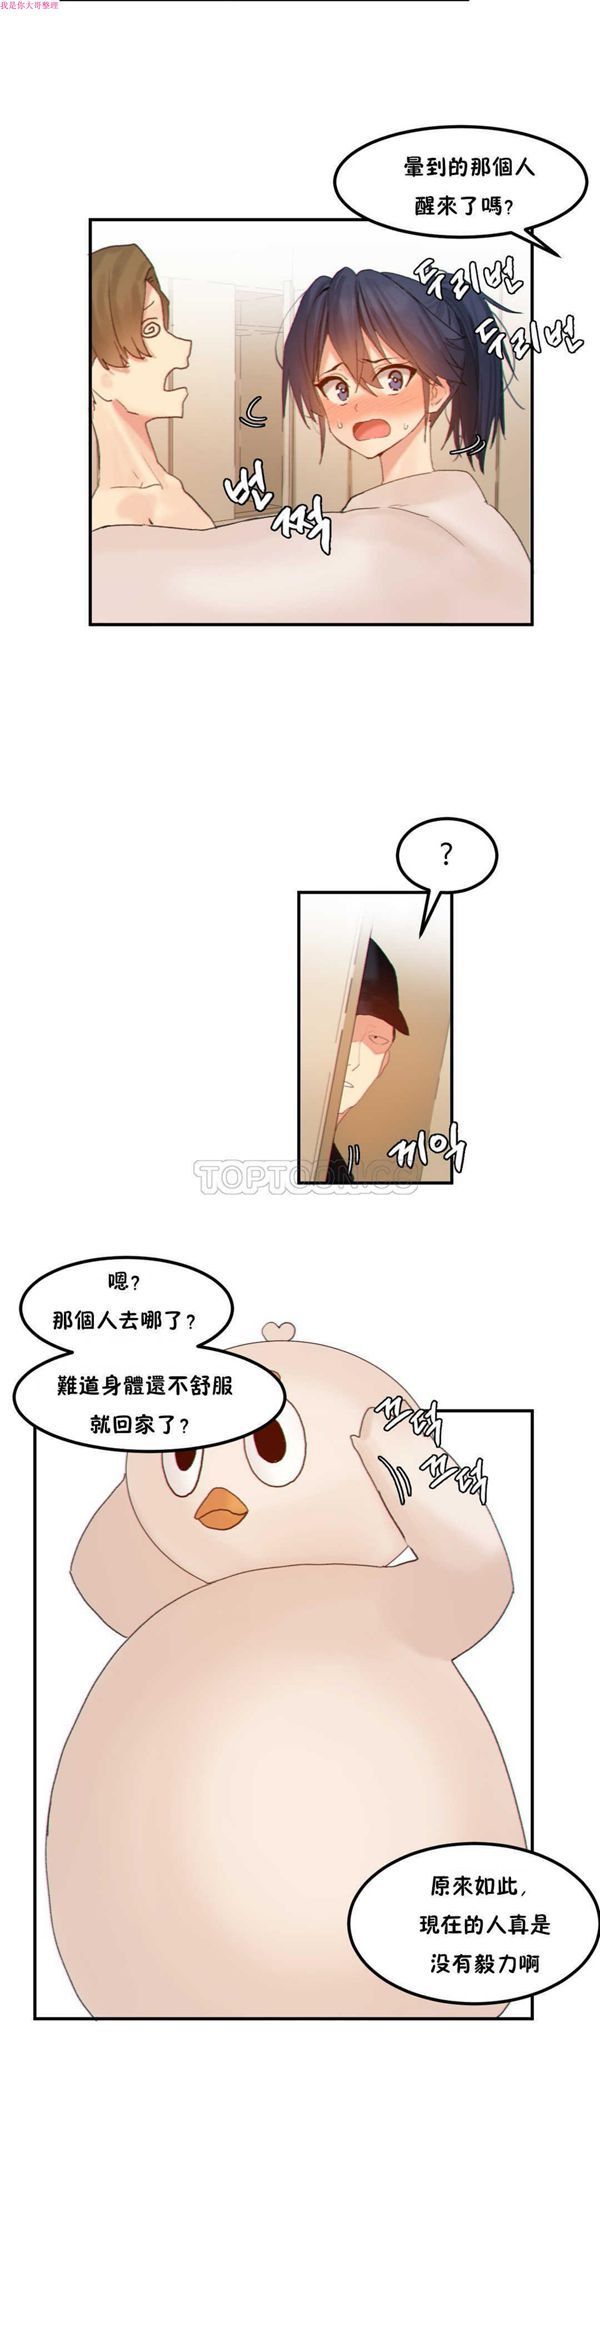 我是你大哥整理
暈到的那個人
醒來了嗎?
두리번
두리번
번
쩍
?
끼익
TOPTOON.CC
嗯?
那個人去哪了?
難道身體還不舒服
就回家了?
끄덕
끄덕
原來如此,
現在的人真是
没有毅力啊